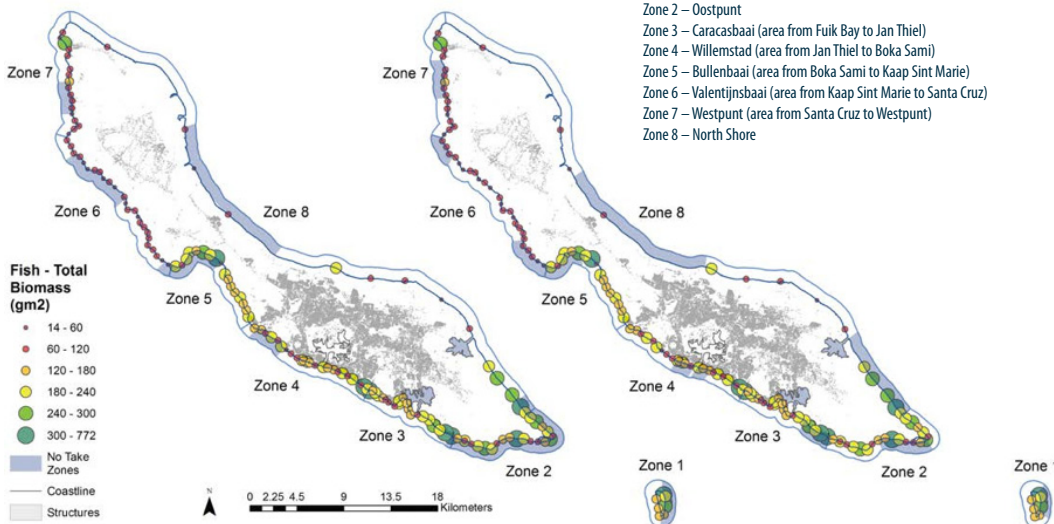 Zone 2 – Oostpunt
Zone 3 – Caracasbaai (area from Fuik Bay to Jan Thiel)
Zone 4 – Willemstad (area from Jan Thiel to Boka Sami)
Zone 5 – Bullenbaai (area from Boka Sami to Kaap Sint Marie)
Zone 6 – Valentijnsbaai (area from Kaap Sint Marie to Santa Cruz)
Zone 7 – Westpunt (area from Santa Cruz to Westpunt)
Zone 8 – North Shore
Zone 7
Zone 6
Zone 8
Zone 5
Zone 4
Zone 3
Zone 2
Zone 1
Zone 7
Zone 6
Zone 8
Zone 5
Zone 4
Zone 3
Zone 2
Zone
Fish - Total
Biomass
(gm2)
14 - 60
60 - 120
120 - 180
180 - 240
240 - 300
300 - 772
No Take
Zones
Coastline
Structures
N
0 2.25 4.5 9 13.5 18
Kilometers